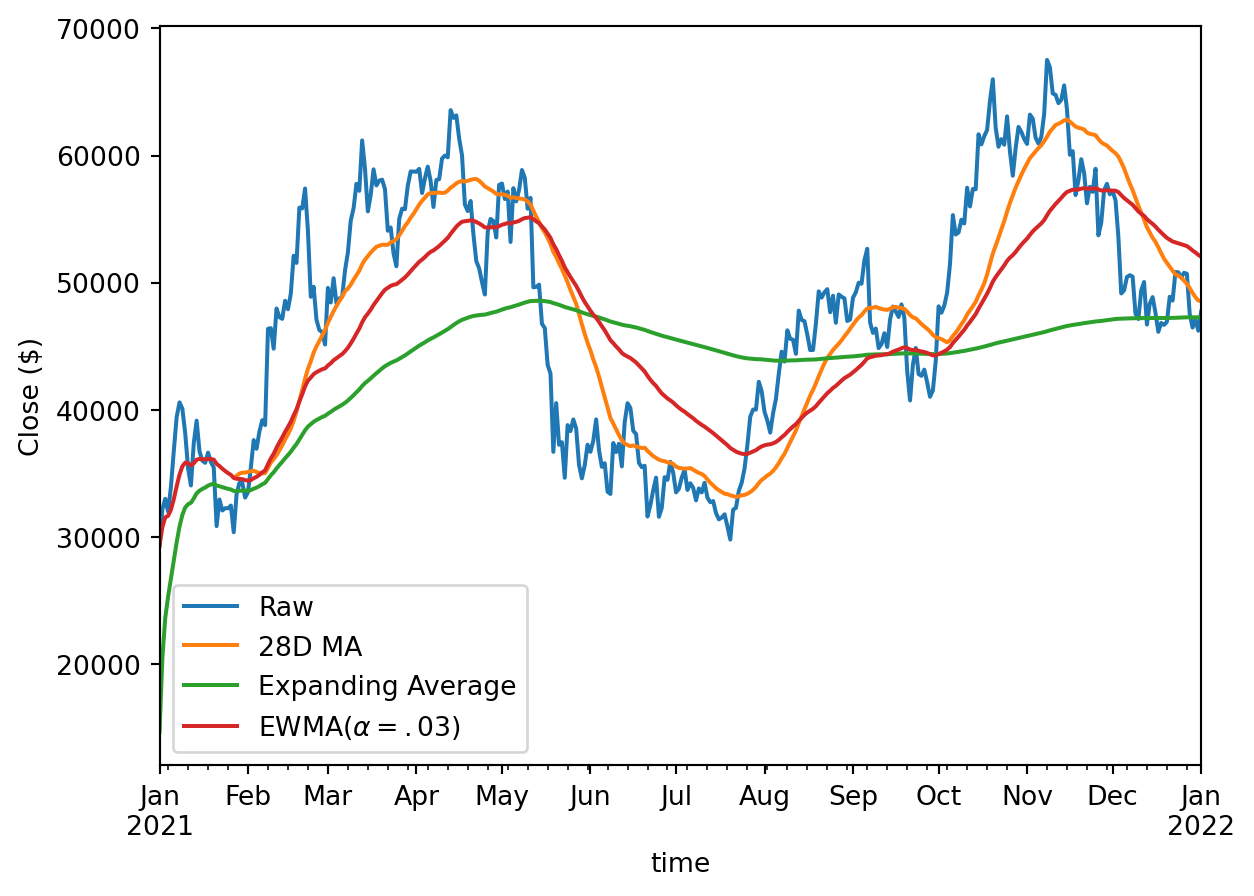 70000
60000
50000
40000
30000
20000
Close ($)
Raw
28D MA
Expanding Average
EWMA(α = .03)
Jan Feb Mar Apr May Jun Jul Aug Sep Oct Nov Dec Jan
2021 2022
time